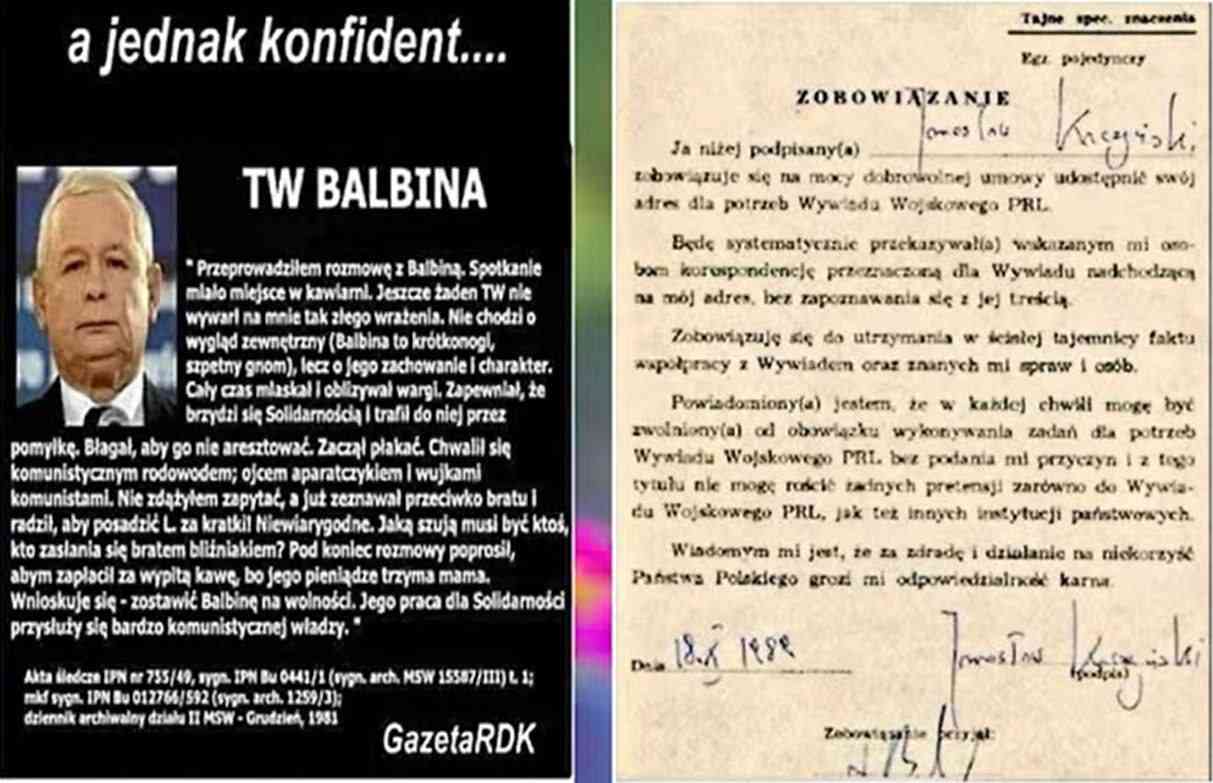 a jednak konfident....
TW BALBINA
" Przeprowadziłem rozmowę z Balbiną. Spotkanie
miało miejsce w kawiarni. Jeszcze żaden TW nie
wywarł na mnie tak złego wrażenia. Nie chodzi o
wygląd zewnętrzny (Balbina to krótkonogi,
szpetny gnom), lecz o jego zachowanie i charakter.
Cały czas mlaskał i oblizywał wargi. Zapewniał, że
brzydzi się Solidarnością i trafił do niej przez
pomyłkę. Błagał, aby go nie aresztować. Zaczął płakać. Chwalił się
komunistycznym rodowodem; ojcem aparatczykiem i wujkami
komunistami. Nie zdążyłem zapytać, a już zeznawał przeciwko bratu i
radził, aby posadzić L. za kratki! Niewiarygodne. Jaką szują musi być ktoś,
kto zasłania się bratem bliźniakiem? Pod koniec rozmowy poprosił,
abym zapłacił za wypitą kawę, bo jego pieniądze trzyma mama.
Wnioskuje się - zostawić Balbinę na wolności. Jego praca dla Solidarności
przysłuży się bardzo komunistycznej władzy. "
Akta śledcze IPN nr 755/49, sygn. IPN Bu 0441/1 (sygn. arch. MSW 15587/III) t. 1;
mkf sygn. IPN Bu 012766/592 (sygn. arch. 1259/3);
dziennik archiwalny działu II MSW - Grudzień, 1981
GazetaRDK
Tajne spec. znaczenia
Egz. pojedynczy
ZOBOWIĄZANIE
Ja niżej podpisany(a) Jarosław
zobowiązuje się na mocy dobrowolnej umowy udostępnić swój
adres dla potrzeb Wywiadu Wojskowego PRL.
Będę systematycznie przekazywał(a) wskazanym mi oso-
bom korespondencję przeznaczoną dla Wywiadu nadchodzącą
na mój adres, bez zapoznawania się z jej treścią.
Zobowiązuję się do utrzymania w ścisłej tajemnicy faktu
współpracy z Wywiadem oraz znanych mi spraw i osób.
Powiadomiony(a) jestem, że w każdej chwili mogę być
zwolniony(a) od obowiązku wykonywania zadań dla potrzeb
Wywiadu Wojskowego PRL bez podania mi przyczyn i z tego
tytułu nie mogę rościć żadnych pretensji zarówno do Wywia-
du Wojskowego PRL, jak też innych instytucji państwowych.
Wiadomym mi jest, że za zdradę i działanie na niekorzyść
Państwa Polskiego grozi mi odpowiedzialność karna.
Dnia 18.X 1989 Jarosław
(podpis)
Zobowiązanie przyjął: